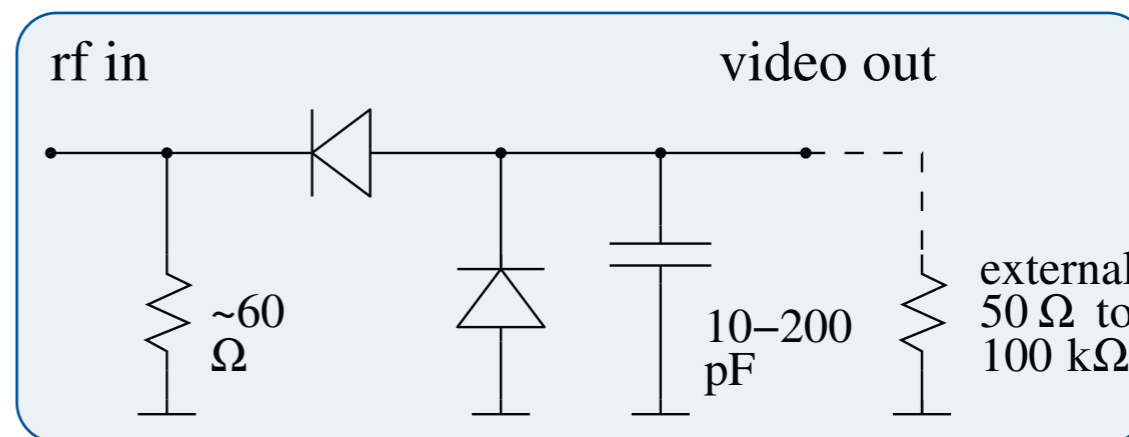 rf in
video out
~60
Ω
10−200
pF
external
50 Ω to
100 kΩ